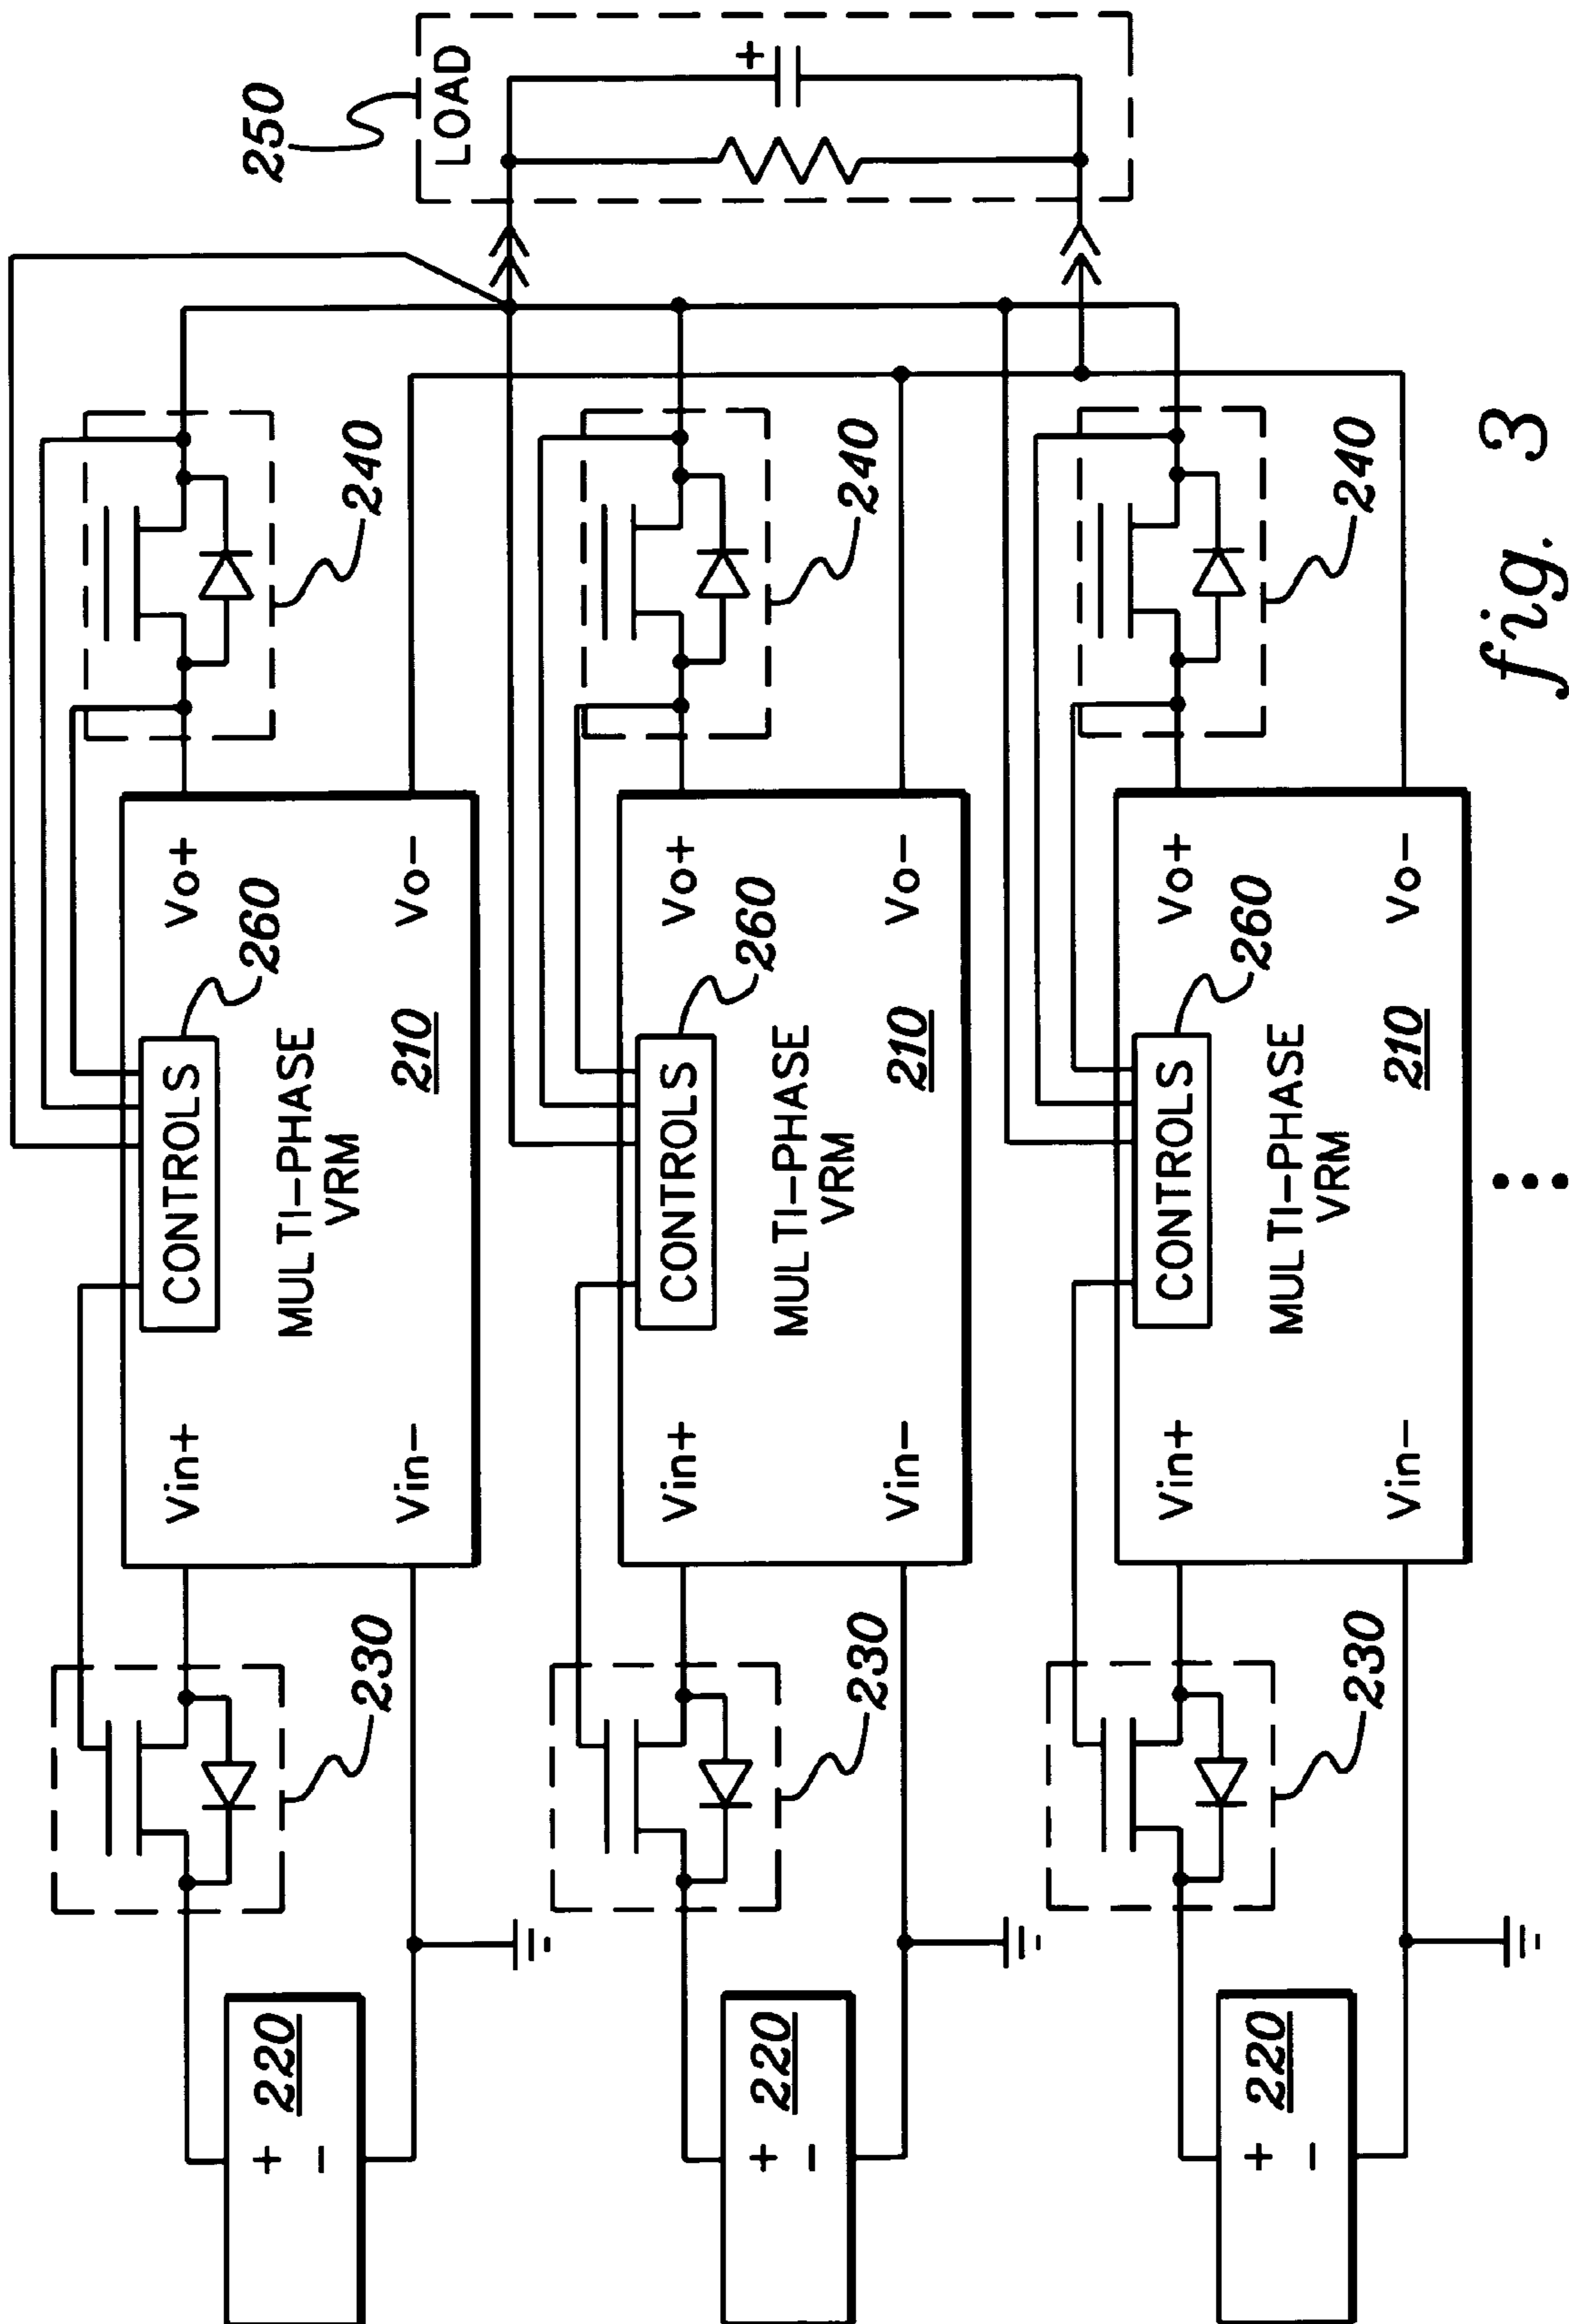 +
-
220
230
Vin+
Vin-
CONTROLS
260
MULTI-PHASE
VRM
210
Vo+
Vo-
240
+
-
220
230
Vin+
Vin-
CONTROLS
260
MULTI-PHASE
VRM
210
Vo+
Vo-
240
+
-
220
230
Vin+
Vin-
CONTROLS
260
MULTI-PHASE
VRM
210
Vo+
Vo-
240
250
LOAD
+
fig. 3